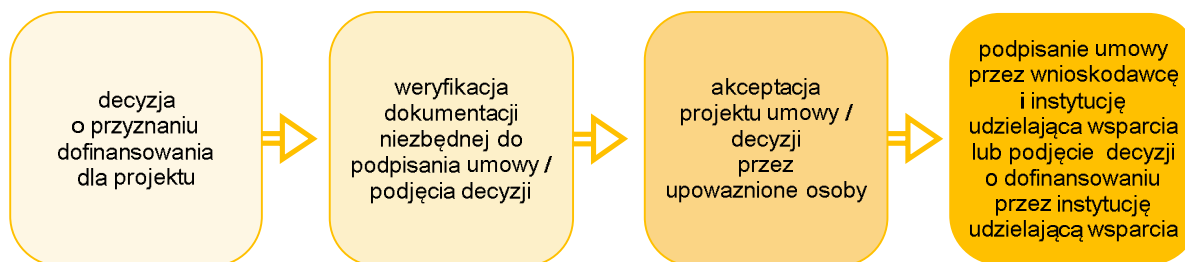 decyzja
o przyznaniu
dofinansowania
dla projektu
weryfikacja
dokumentacji
niezbędnej do
podpisania umowy /
podjęcia decyzji
akceptacja
projektu umowy /
decyzji
przez
upowaznione osoby
podpisanie umowy
przez wnioskodawcę
i instytucję
udzielająca wsparcia
lub podjęcie decyzji
o dofinansowaniu
przez instytucję
udzielającą wsparcia